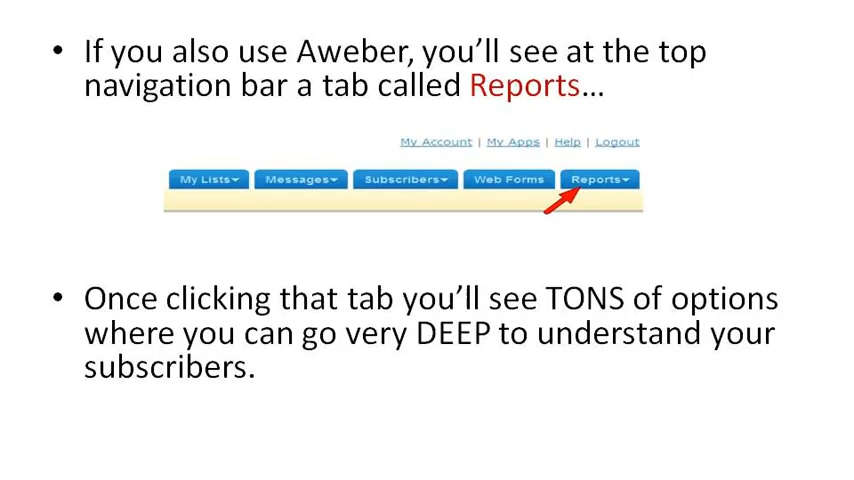 • If you also use Aweber, you’ll see at the top
navigation bar a tab called Reports…
My Account | My Apps | Help | Logout
My Lists Messages Subscribers Web Forms Reports
• Once clicking that tab you’ll see TONS of options
where you can go very DEEP to understand your
subscribers.